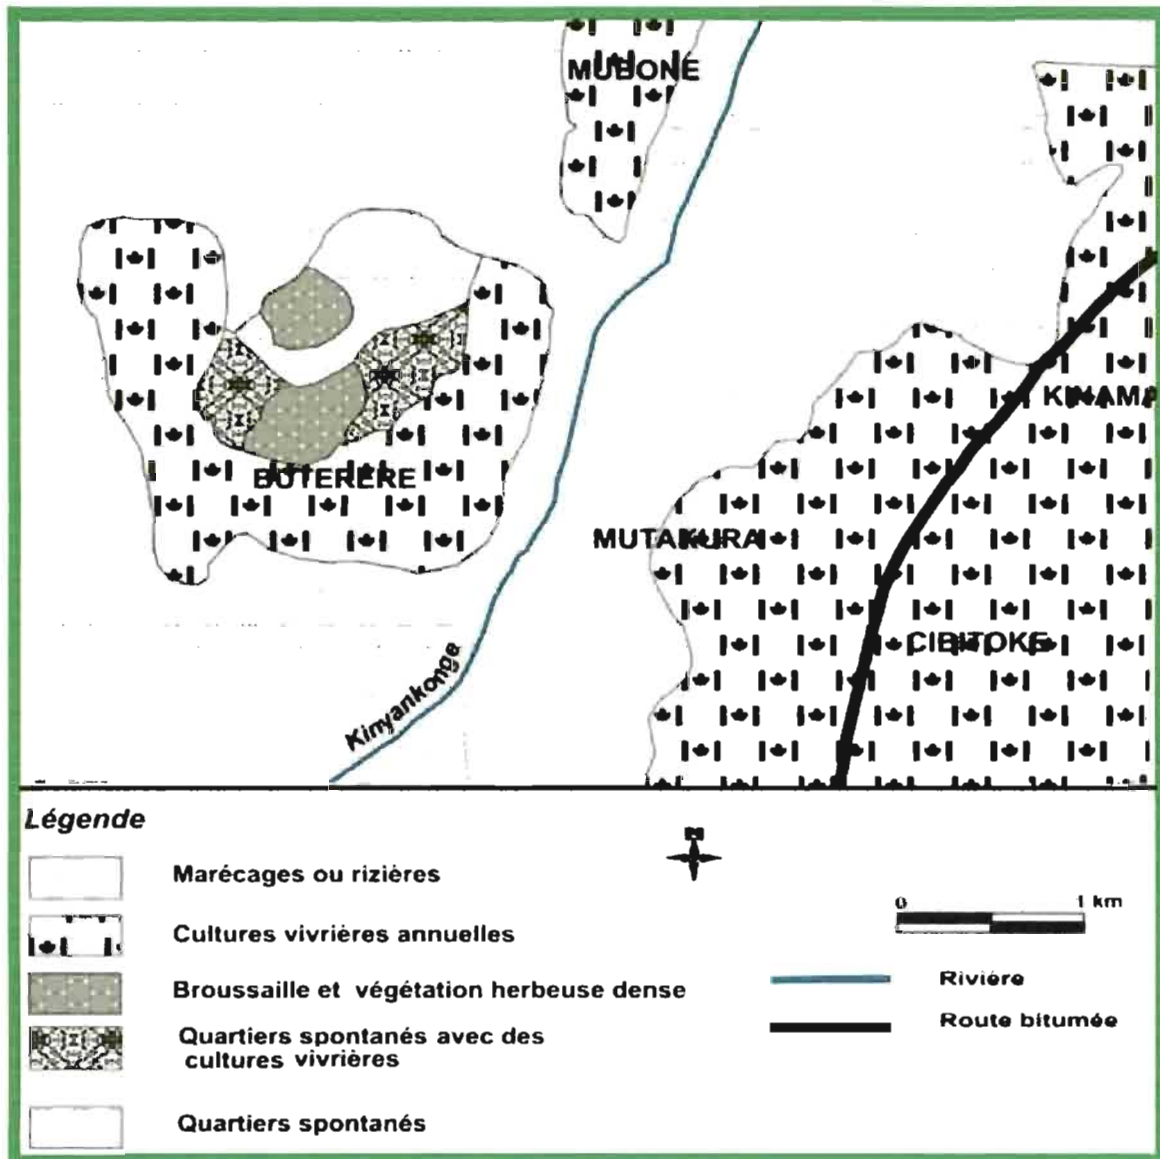 MUBONE
KINAMA
BUTERERE
MUTAKURA
CIBITOKE
Kinyankonge
Légende
N
Marécages ou rizières
0 1 km
Cultures vivrières annuelles
Broussaille et végétation herbeuse dense
Rivière
Route bitumée
Quartiers spontanés avec des
cultures vivrières
Quartiers spontanés